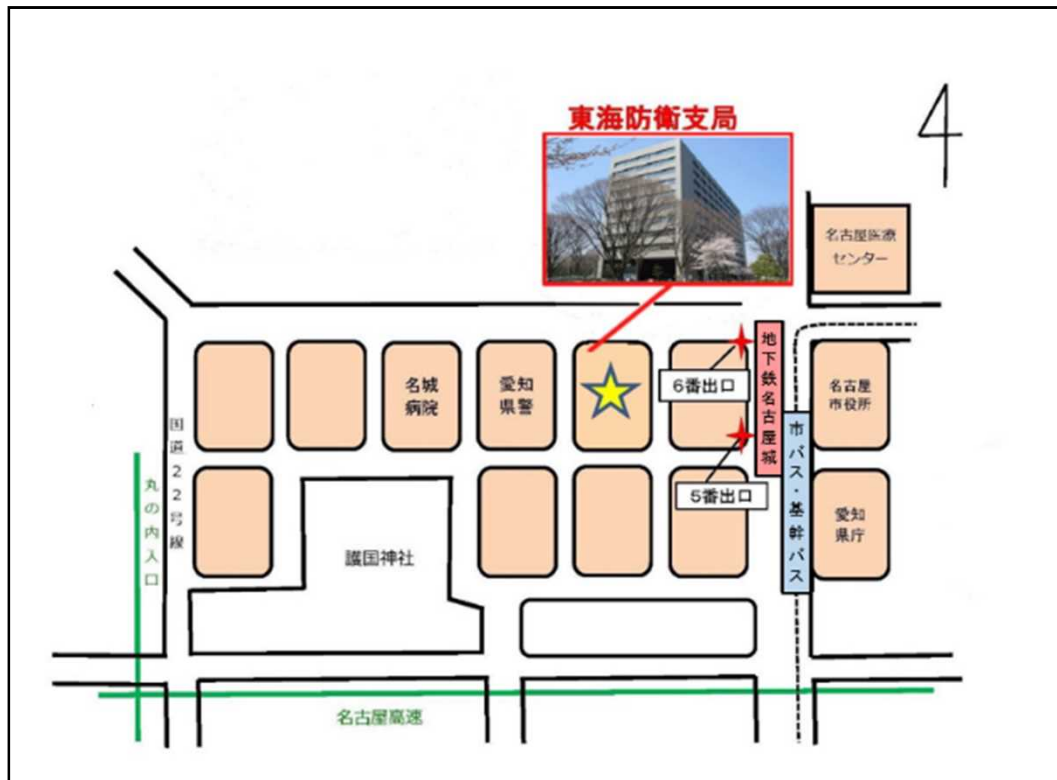 東海防衛支局
名古屋医療
センター
地下鉄名古屋城
6番出口
名城
病院
愛知
県警
名古屋
市役所
国道22号線
市バス・基幹バス
丸の内入口
5番出口
愛知
県庁
護国神社
名古屋高速